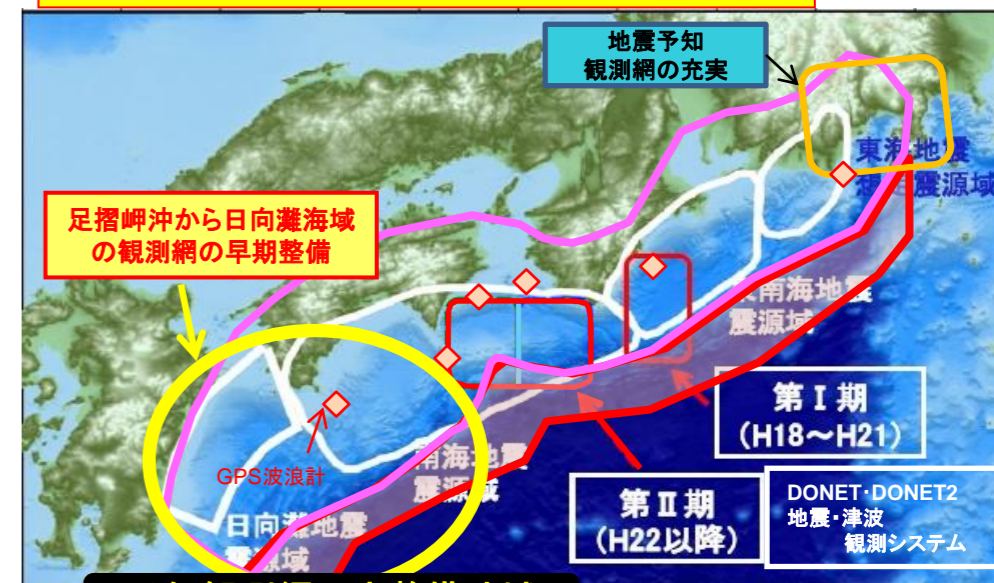 地震予知
観測網の充実
東海地震
震源域
足摺岬沖から日向灘海域
の観測網の早期整備
東南海地震
震源域
第Ⅰ期
(H18～H21)
GPS波浪計
南海地震
震源域
第Ⅱ期
(H22以降)
DONET・DONET2
地震・津波
観測システム
日向灘地震
震源域